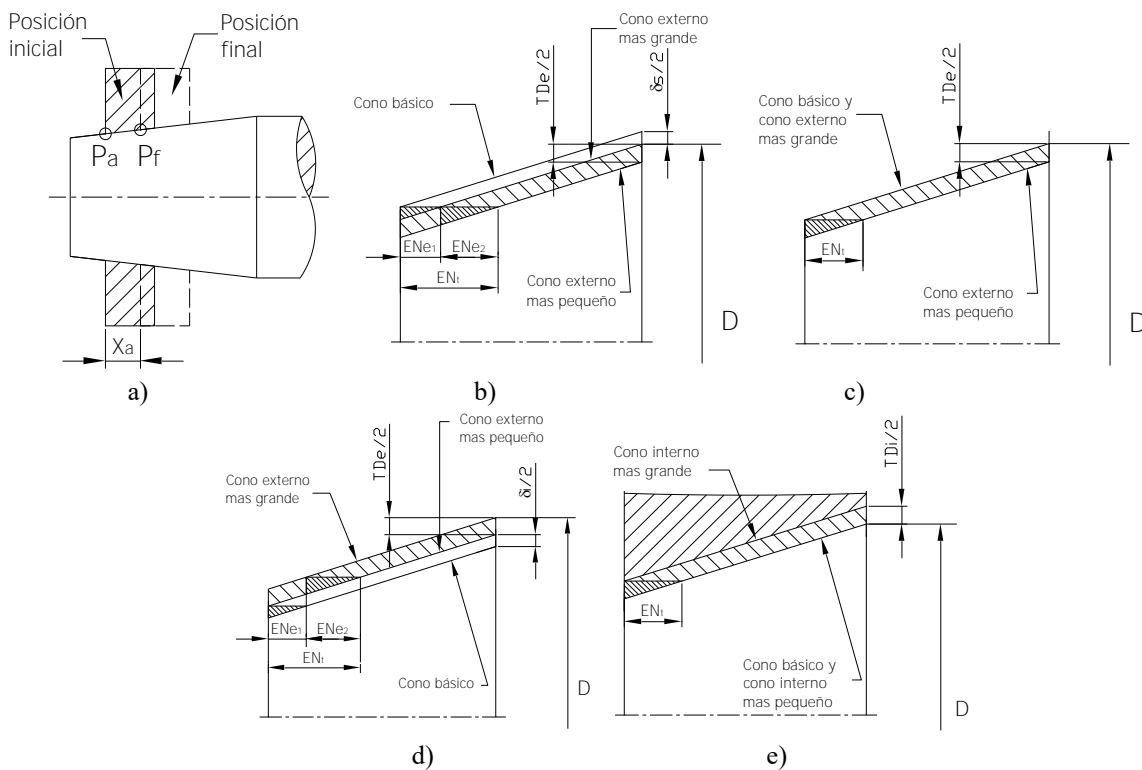 Posición
inicial
Posición
final
Pa
Pf
Xa
a)
Cono externo
mas grande
TDe/2
δs/2
Cono básico
ENe1
ENe2
ENt
Cono externo
mas pequeño
D
b)
TDe/2
Cono básico y
cono externo
mas grande
ENt
Cono externo
mas pequeño
D
c)
Cono externo
mas pequeño
TDe/2
δi/2
Cono externo
mas grande
ENe1
ENe2
ENt
Cono básico
D
d)
Cono interno
mas grande
TDi/2
ENt
Cono básico y
cono interno
mas pequeño
D
e)